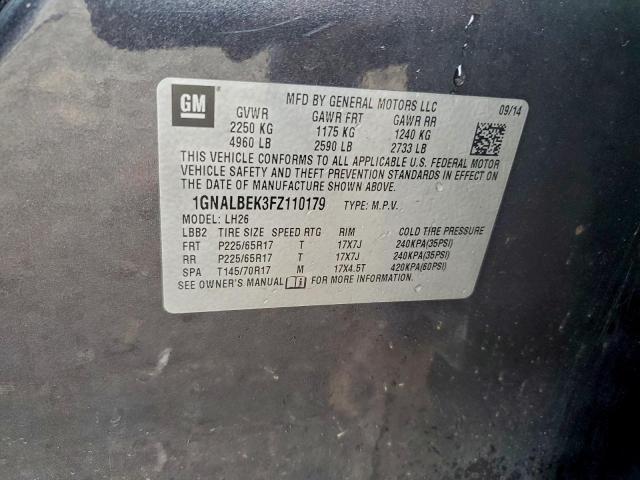 GM
MFD BY GENERAL MOTORS LLC 09/14
GVWR GAWR FRT GAWR RR
2250 KG 1175 KG 1240 KG
4960 LB 2590 LB 2733 LB
THIS VEHICLE CONFORMS TO ALL APPLICABLE U.S. FEDERAL MOTOR
VEHICLE SAFETY AND THEFT PREVENTION STANDARDS IN EFFECT ON
THE DATE OF MANUFACTURE SHOWN ABOVE.
1GNALBEK3FZ110179 TYPE: M.P.V.
MODEL: LH26
LBB2 TIRE SIZE SPEED RTG RIM COLD TIRE PRESSURE
FRT P225/65R17 T 17X7J 240KPA(35PSI)
RR P225/65R17 T 17X7J 240KPA(35PSI)
SPA T145/70R17 M 17X4.5T 420KPA(60PSI)
SEE OWNER'S MANUAL i FOR MORE INFORMATION.